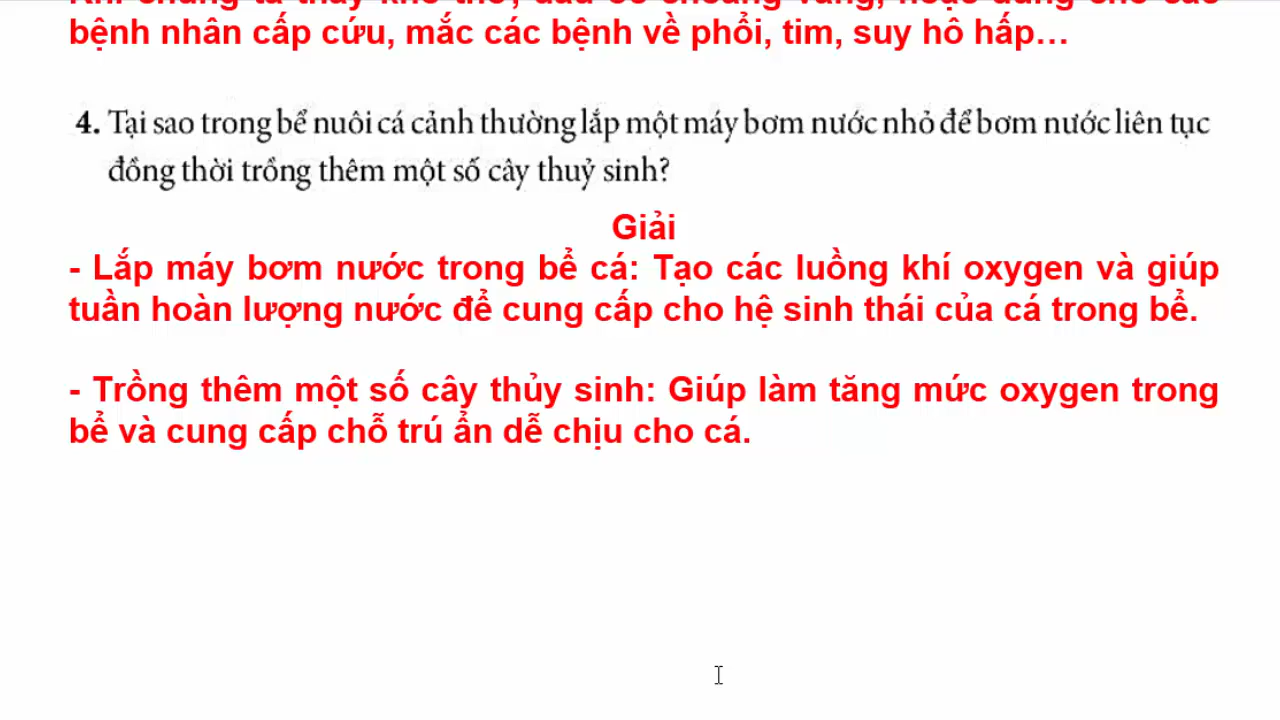 bệnh nhân cấp cứu, mắc các bệnh về phổi, tim, suy hô hấp…
4. Tại sao trong bể nuôi cá cảnh thường lắp một máy bơm nước nhỏ để bơm nước liên tục
đồng thời trồng thêm một số cây thuỷ sinh?
Giải
- Lắp máy bơm nước trong bể cá: Tạo các luồng khí oxygen và giúp
tuần hoàn lượng nước để cung cấp cho hệ sinh thái của cá trong bể.
- Trồng thêm một số cây thủy sinh: Giúp làm tăng mức oxygen trong
bể và cung cấp chỗ trú ẩn dễ chịu cho cá.